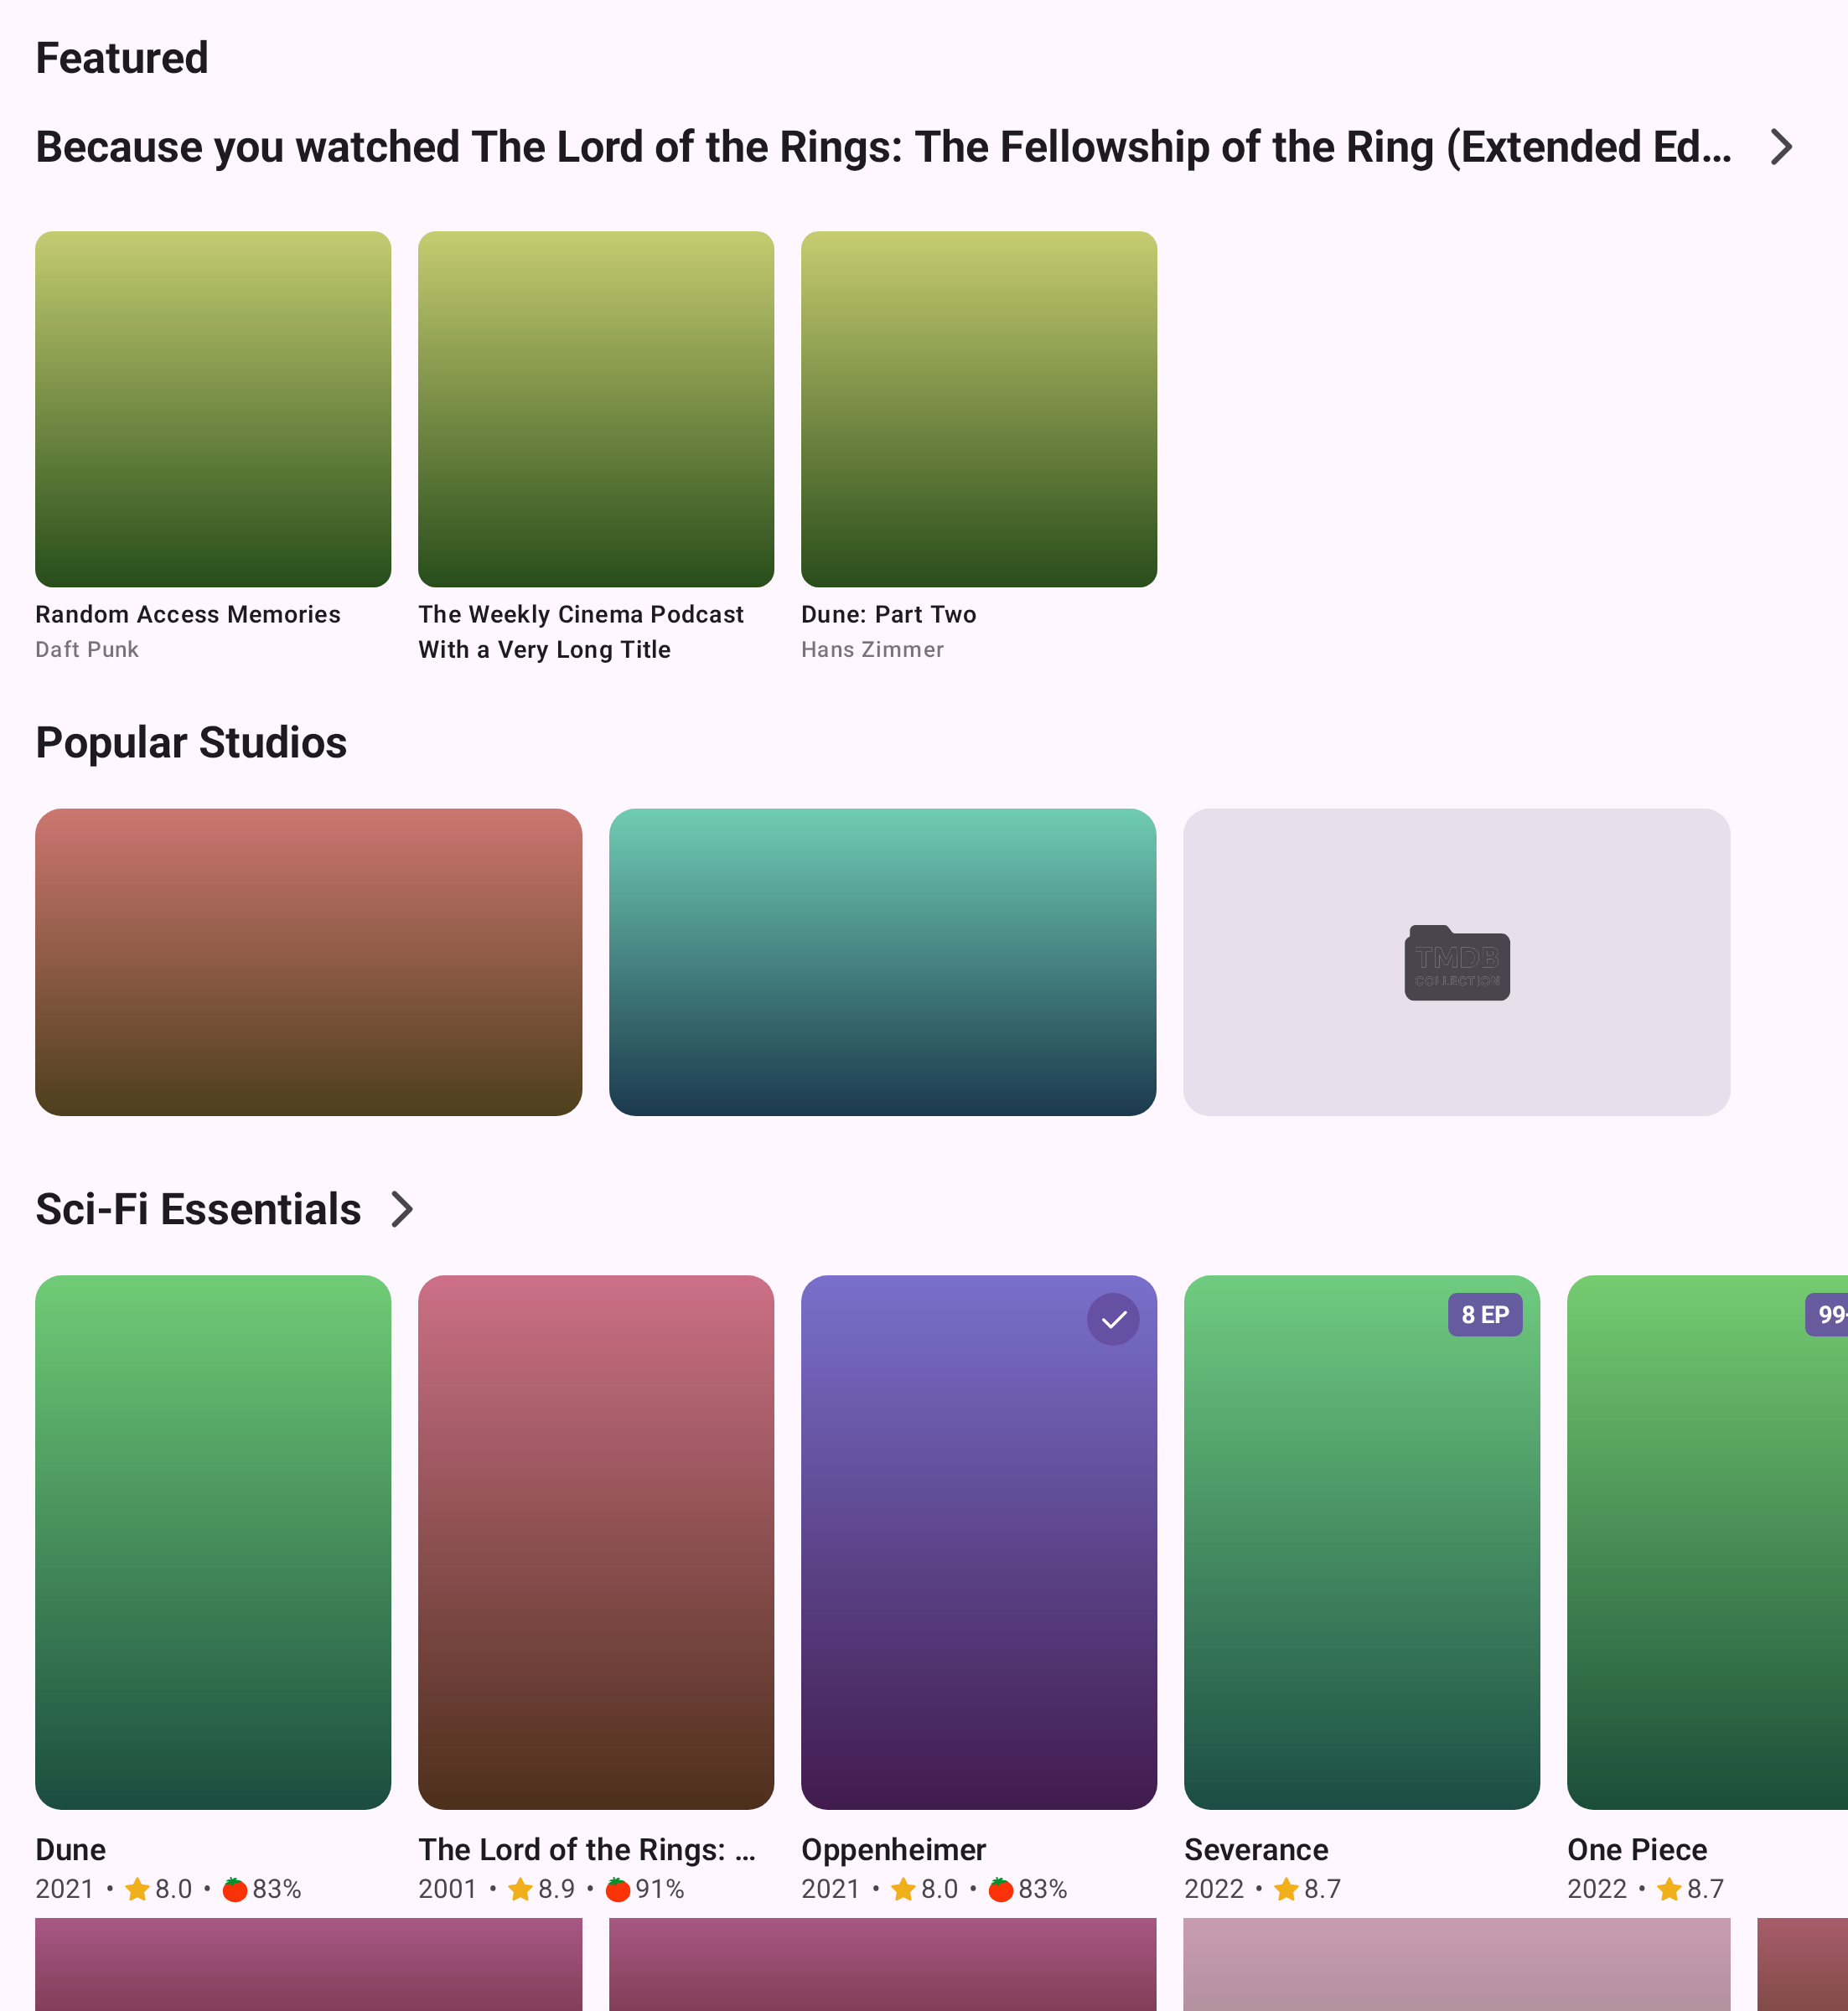 Featured
Because you watched The Lord of the Rings: The Fellowship of the Ring (Extended Ed...
Random Access Memories
Daft Punk
The Weekly Cinema Podcast
With a Very Long Title
Dune: Part Two
Hans Zimmer
Popular Studios
TMDB
COLLECTION
Sci-Fi Essentials
8 EP
99
Dune
2021 • 8.0 • 83%
The Lord of the Rings: ...
2001 • 8.9 • 91%
Oppenheimer
2021 • 8.0 • 83%
Severance
2022 • 8.7
One Piece
2022 • 8.7